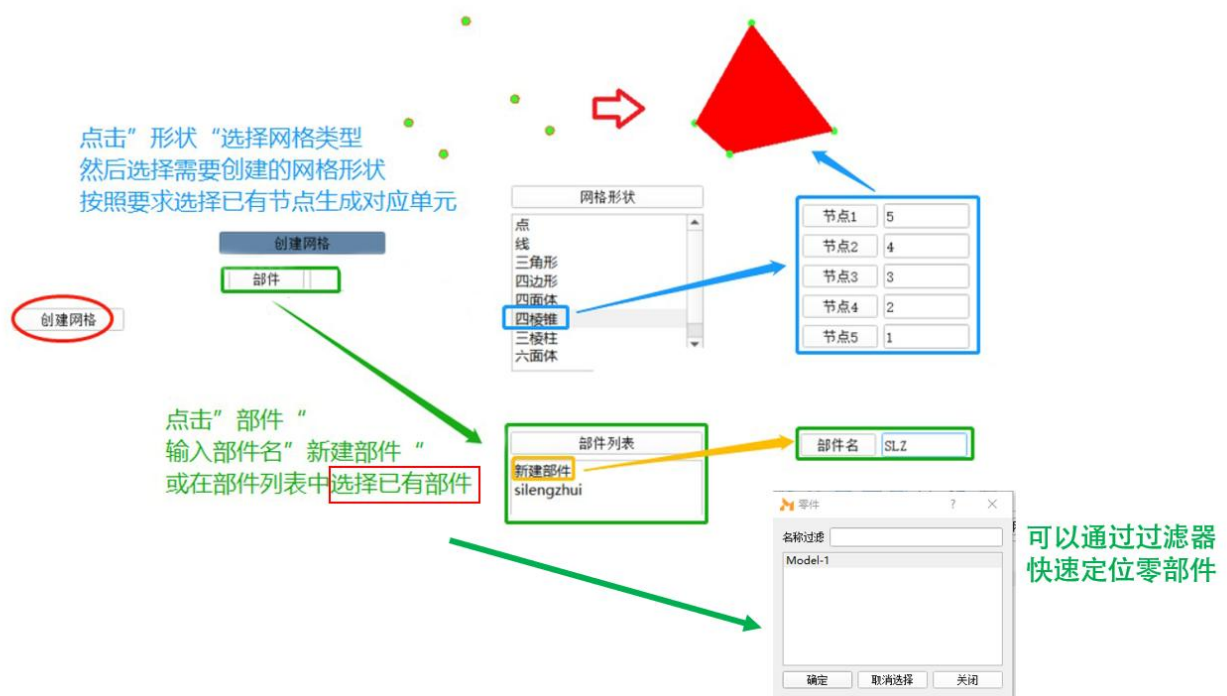 点击”形状“选择网格类型
然后选择需要创建的网格形状
按照要求选择已有节点生成对应单元
创建网格
部件
创建网格
网格形状
点
线
三角形
四边形
四面体
四棱锥
三棱柱
六面体
节点1 5
节点2 4
节点3 3
节点4 2
节点5 1
点击”部件“
输入部件名”新建部件“
或在部件列表中选择已有部件
部件列表
新建部件
silengzhui
部件名 SLZ
零件 ? ×
名称过滤
Model-1
确定 取消选择 关闭
可以通过过滤器
快速定位零部件